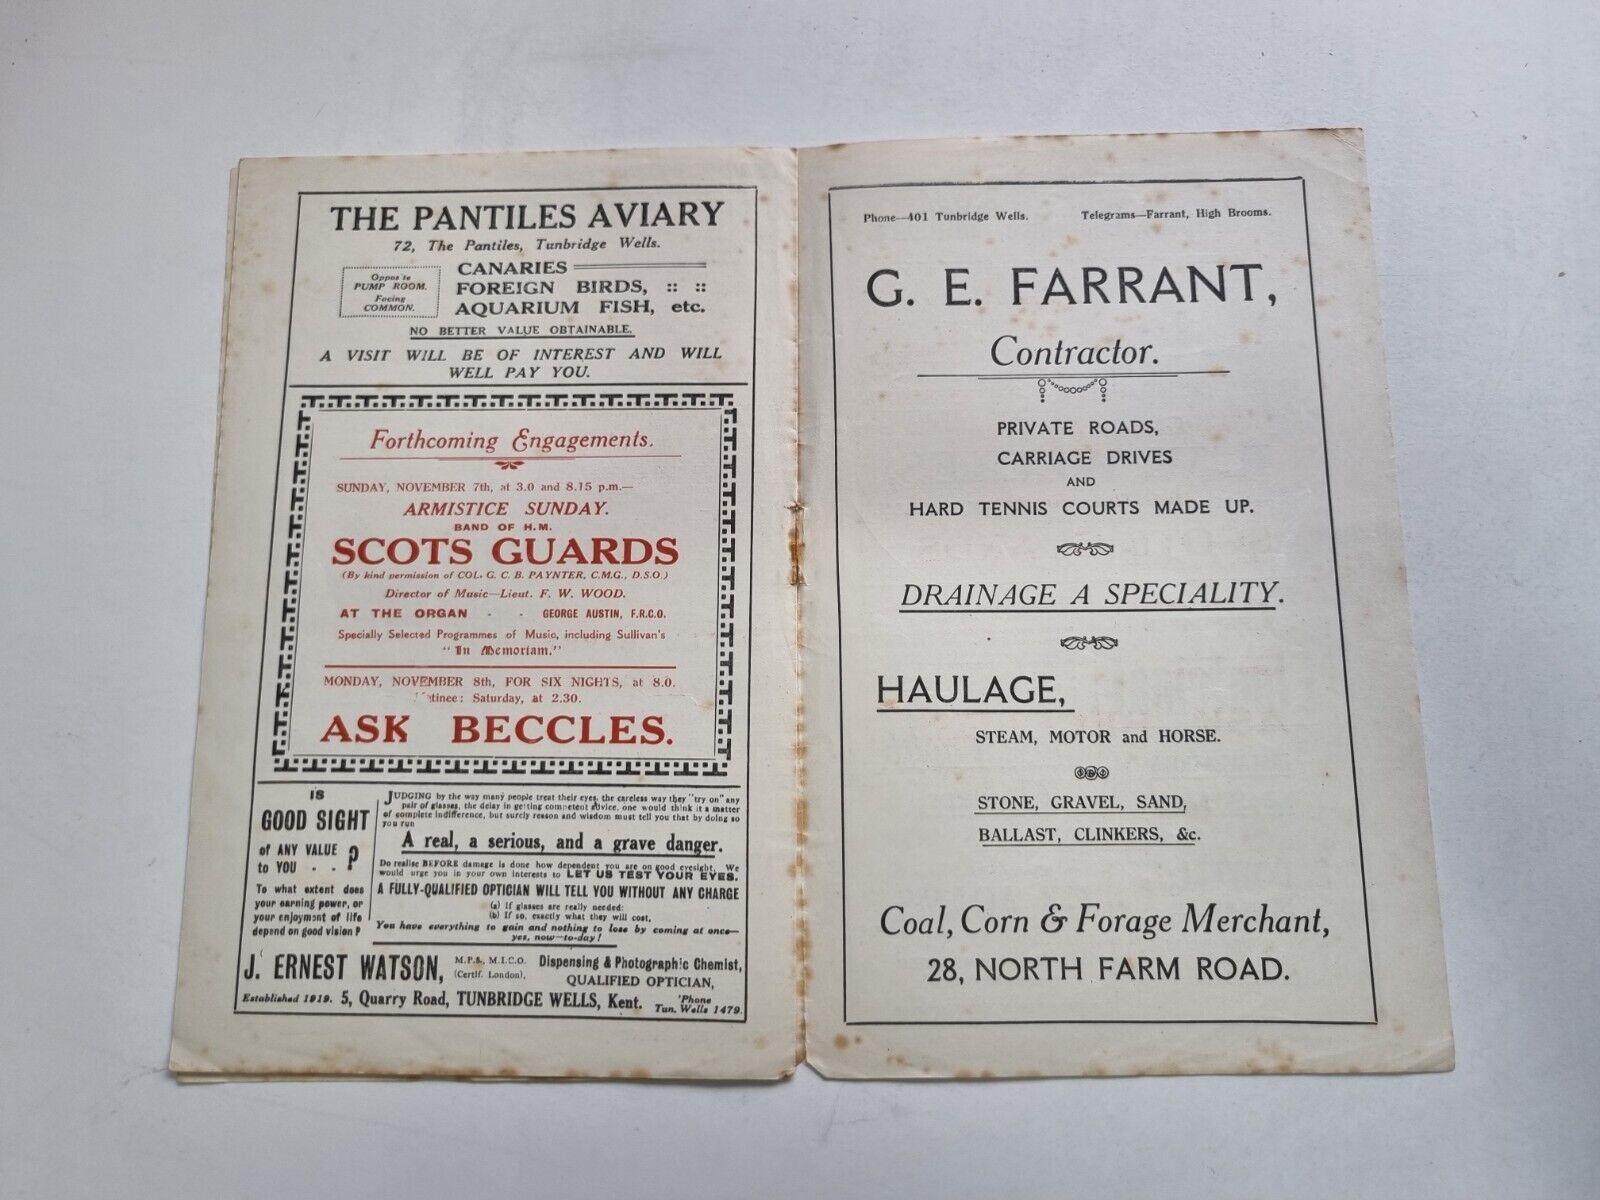 THE PANTILES AVIARY
72, The Pantiles, Tunbridge Wells.
Oppos te
PUMP ROOM.
Facing
COMMON.
CANARIES
FOREIGN BIRDS, :: ::
AQUARIUM FISH, etc.
NO BETTER VALUE OBTAINABLE.
A VISIT WILL BE OF INTEREST AND WILL
WELL PAY YOU.
Forthcoming Engagements.
SUNDAY, NOVEMBER 7th, at 3.0 and 8.15 p.m.—
ARMISTICE SUNDAY.
BAND OF H.M.
SCOTS GUARDS
(By kind permission of COL. G. C. B. PAYNTER, C.M.G., D.S.O.)
Director of Music—Lieut. F. W. WOOD.
AT THE ORGAN - - GEORGE AUSTIN, F.R.C.O.
Specially Selected Programmes of Music, including Sullivan's
"In Memoriam."
MONDAY, NOVEMBER 8th, FOR SIX NIGHTS, at 8.0.
tinee: Saturday, at 2.30.
ASK BECCLES.
IS
GOOD SIGHT
of ANY VALUE
to YOU - - ?
To what extent does
your earning power, or
your enjoyment of life
depend on good vision?
JUDGING by the way many people treat their eyes, the careless way they "try on" any
pair of glasses, the delay in getting competent advice, one would think it a matter
of complete indifference, but surely reason and wisdom must tell you that by doing so
you run
A real, a serious, and a grave danger.
Do realise BEFORE damage is done how dependent you are on good eyesight. We
would urge you in your own interests to LET US TEST YOUR EYES.
A FULLY-QUALIFIED OPTICIAN WILL TELL YOU WITHOUT ANY CHARGE
(a) If glasses are really needed:
(b) If so, exactly what they will cost,
You have everything to gain and nothing to lose by coming at once—
yes, now—to-day!
J. ERNEST WATSON, M.P.S., M.I.C.O. (Certif. London), Dispensing & Photographic Chemist,
QUALIFIED OPTICIAN,
Established 1919. 5, Quarry Road, TUNBRIDGE WELLS, Kent. 'Phone Tun. Wells 1479.
Phone—401 Tunbridge Wells. Telegrams—Farrant, High Brooms.
G. E. FARRANT,
Contractor.
PRIVATE ROADS,
CARRIAGE DRIVES
AND
HARD TENNIS COURTS MADE UP.
DRAINAGE A SPECIALITY.
HAULAGE,
STEAM, MOTOR and HORSE.
STONE, GRAVEL, SAND,
BALLAST, CLINKERS, &c.
Coal, Corn & Forage Merchant,
28, NORTH FARM ROAD.